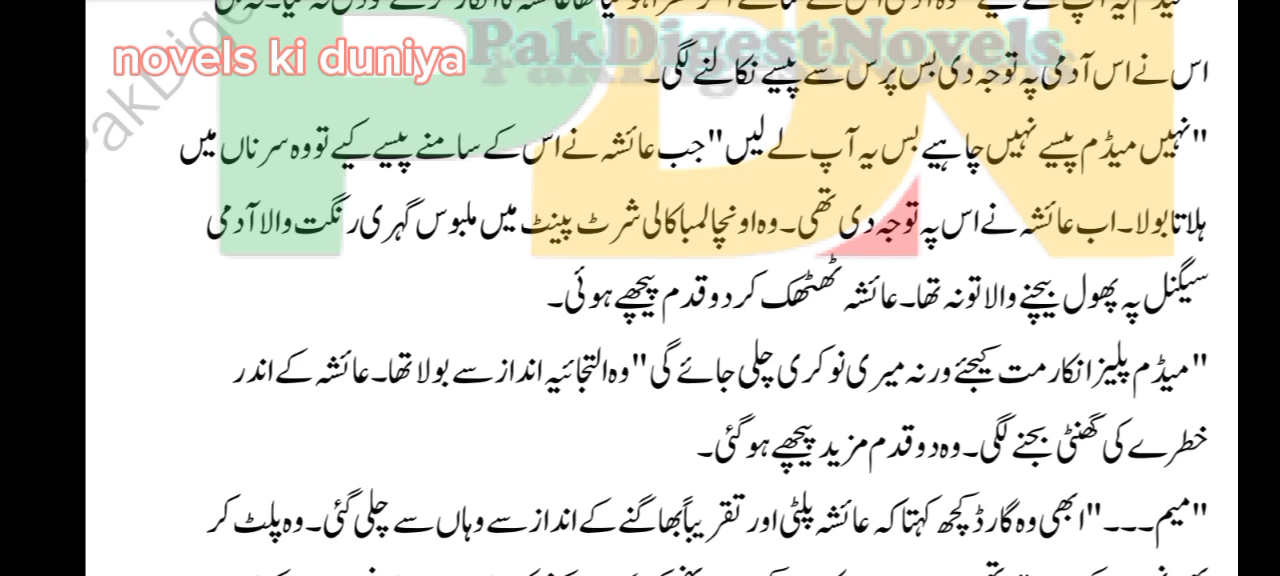 novels ki duniya
PakDigestNovels
اس نے اس آدمی پہ توجہ دی بس پرس سے پیسے نکالنے لگی۔
"نہیں میڈم پیسے نہیں چاہیے بس یہ آپ لے لیں" جب عائشہ نے اس کے سامنے پیسے کیے تو وہ سر ناں میں
ہلاتا بولا۔ اب عائشہ نے اس پہ توجہ دی تھی۔ وہ اونچا لمبا کالی شرٹ پینٹ میں ملبوس گہری رنگت والا آدمی
سیگنل پہ پھول بیچنے والا تو نہ تھا۔ عائشہ ٹھٹھک کر دو قدم پیچھے ہوئی۔
"میڈم پلیز انکار مت کیجئے ورنہ میری نوکری چلی جائے گی" وہ التجائیہ انداز سے بولا تھا۔ عائشہ کے اندر
خطرے کی گھنٹی بجنے لگی۔ وہ دو قدم مزید پیچھے ہو گئی۔
"میم۔۔۔" ابھی وہ گارڈ کچھ کہتا کہ عائشہ پلٹی اور تقریباً بھاگنے کے انداز سے وہاں سے چلی گئی۔ وہ پلٹ کر